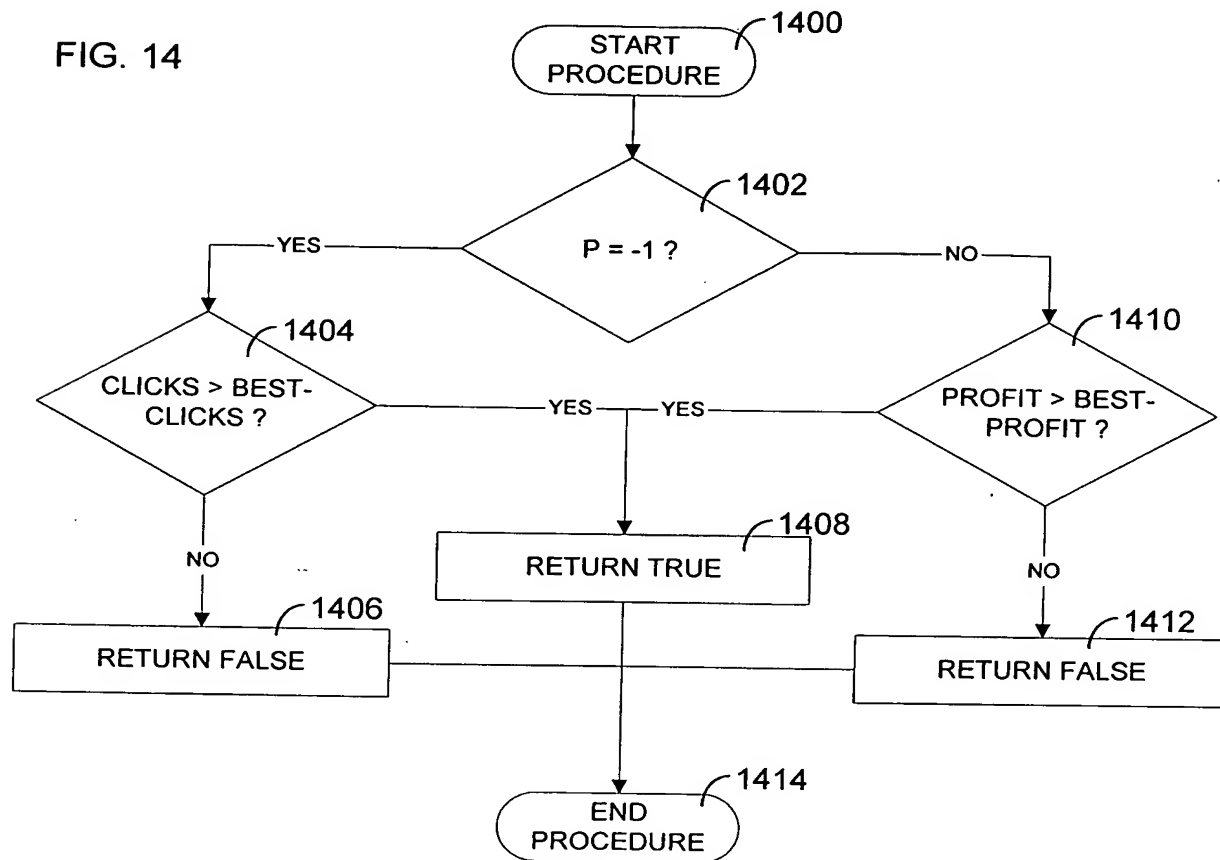 FIG. 14
1400
START
PROCEDURE
1402
P = -1 ?
YES
NO
1404
CLICKS > BEST-
CLICKS ?
YES
YES
1410
PROFIT > BEST-
PROFIT ?
NO
1408
RETURN TRUE
NO
1406
RETURN FALSE
1412
RETURN FALSE
1414
END
PROCEDURE